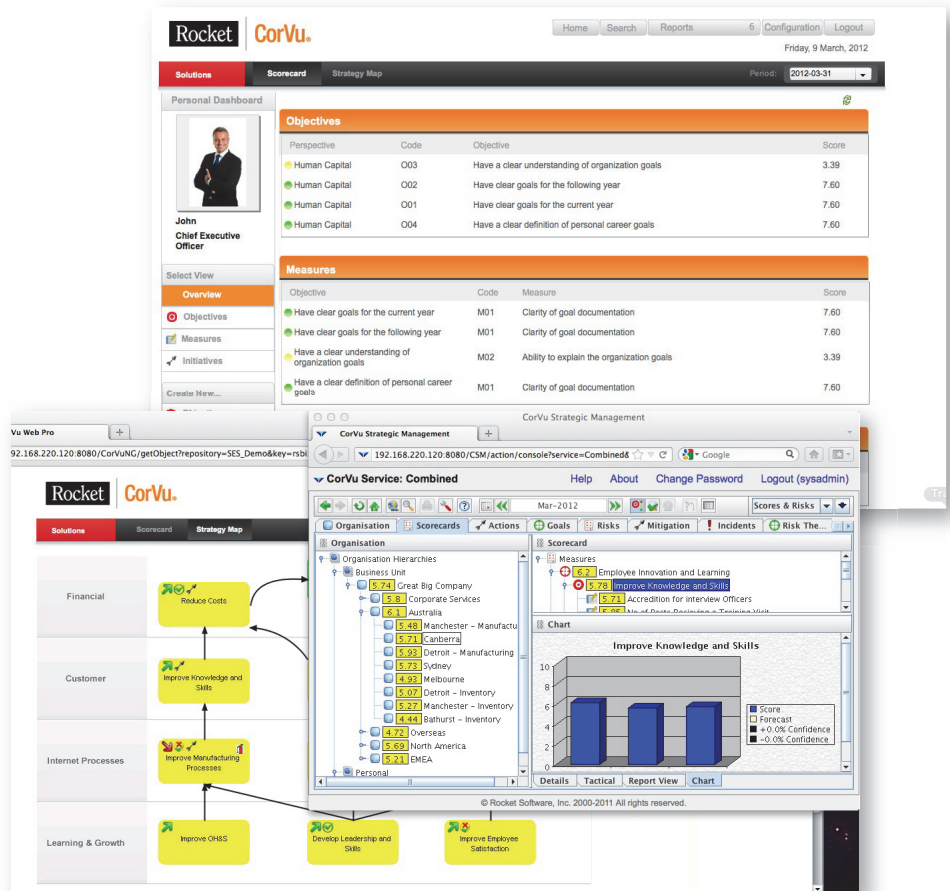 Rocket CorVu.
Home Search Reports 6 Configuration Logout
Friday, 9 March, 2012
Solutions Scorecard Strategy Map Period: 2012-03-31
Personal Dashboard
John
Chief Executive
Officer
Select View
Overview
Objectives
Measures
Initiatives
Create New...
Objectives
Perspective Code Objective Score
Human Capital O03 Have a clear understanding of organization goals 3.39
Human Capital O02 Have clear goals for the following year 7.60
Human Capital O01 Have clear goals for the current year 7.60
Human Capital O04 Have a clear definition of personal career goals 7.60
Measures
Objective Code Measure Score
Have clear goals for the current year M01 Clarity of goal documentation 7.60
Have clear goals for the following year M01 Clarity of goal documentation 7.60
Have a clear understanding of
organization goals M02 Ability to explain the organization goals 3.39
Have a clear definition of personal career
goals M01 Clarity of goal documentation 7.60
Vu Web Pro
92.168.220.120:8080/CorVuNG/getObject?repository=SES_Demo&key=rsbi
Rocket CorVu.
Solutions Scorecard Strategy Map
Financial
Reduce Costs
Customer
Improve Knowledge and
Skills
Internet Processes
Improve Manufacturing
Processes
Learning & Growth
Improve OH&S
Develop Leadership and
Skills
Improve Employee
Satisfaction
CorVu Strategic Management
CorVu Strategic Management
192.168.220.120:8080/CSM/action/console?service=Combined& Google
CorVu Service: Combined Help About Change Password Logout (sysadmin)
Mar-2012 Scores & Risks
Organisation Scorecards Actions Goals Risks Mitigation Incidents Risk The...
Organisation
Organisation Hierarchies
Business Unit
5.74 Great Big Company
5.8 Corporate Services
6.1 Australia
5.48 Manchester - Manufactu
5.71 Canberra
5.93 Detroit - Manufacturing
5.73 Sydney
4.93 Melbourne
5.07 Detroit - Inventory
5.27 Manchester - Inventory
4.44 Bathurst - Inventory
4.72 Overseas
5.69 North America
5.21 EMEA
Personal
Scorecard
Measures
6.2 Employee Innovation and Learning
5.78 Improve Knowledge and Skills
5.71 Accredition for interview Officers
Chart
Improve Knowledge and Skills
10
8
6
4
2
0
Score
Forecast
+0.0% Confidence
-0.0% Confidence
Details Tactical Report View Chart
© Rocket Software, Inc. 2000-2011 All rights reserved.